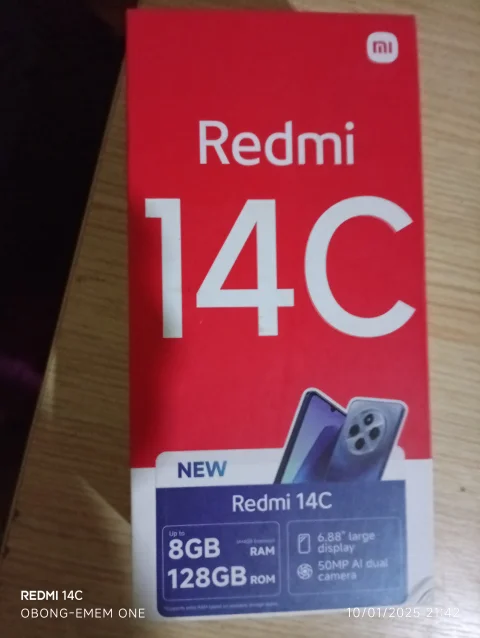 mi
Redmi
14C
NEW
Redmi 14C
Up to
8GB
RAM
128GB ROM
6.88" large
display
50MP AI dual
camera
REDMI 14C
OBONG-EMEM ONE
10/01/2025 21:42